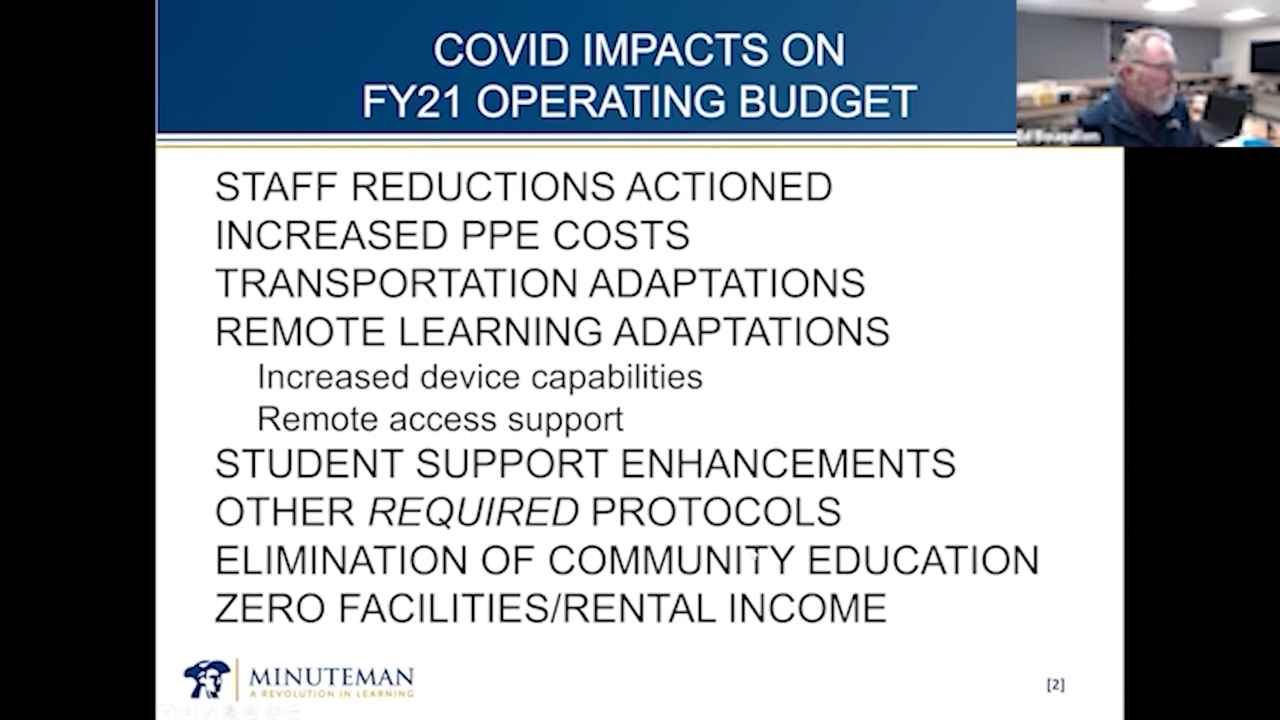 COVID IMPACTS ON
FY21 OPERATING BUDGET
STAFF REDUCTIONS ACTIONED
INCREASED PPE COSTS
TRANSPORTATION ADAPTATIONS
REMOTE LEARNING ADAPTATIONS
Increased device capabilities
Remote access support
STUDENT SUPPORT ENHANCEMENTS
OTHER REQUIRED PROTOCOLS
ELIMINATION OF COMMUNITY EDUCATION
ZERO FACILITIES/RENTAL INCOME
MINUTEMAN
A REVOLUTION IN LEARNING
[2]